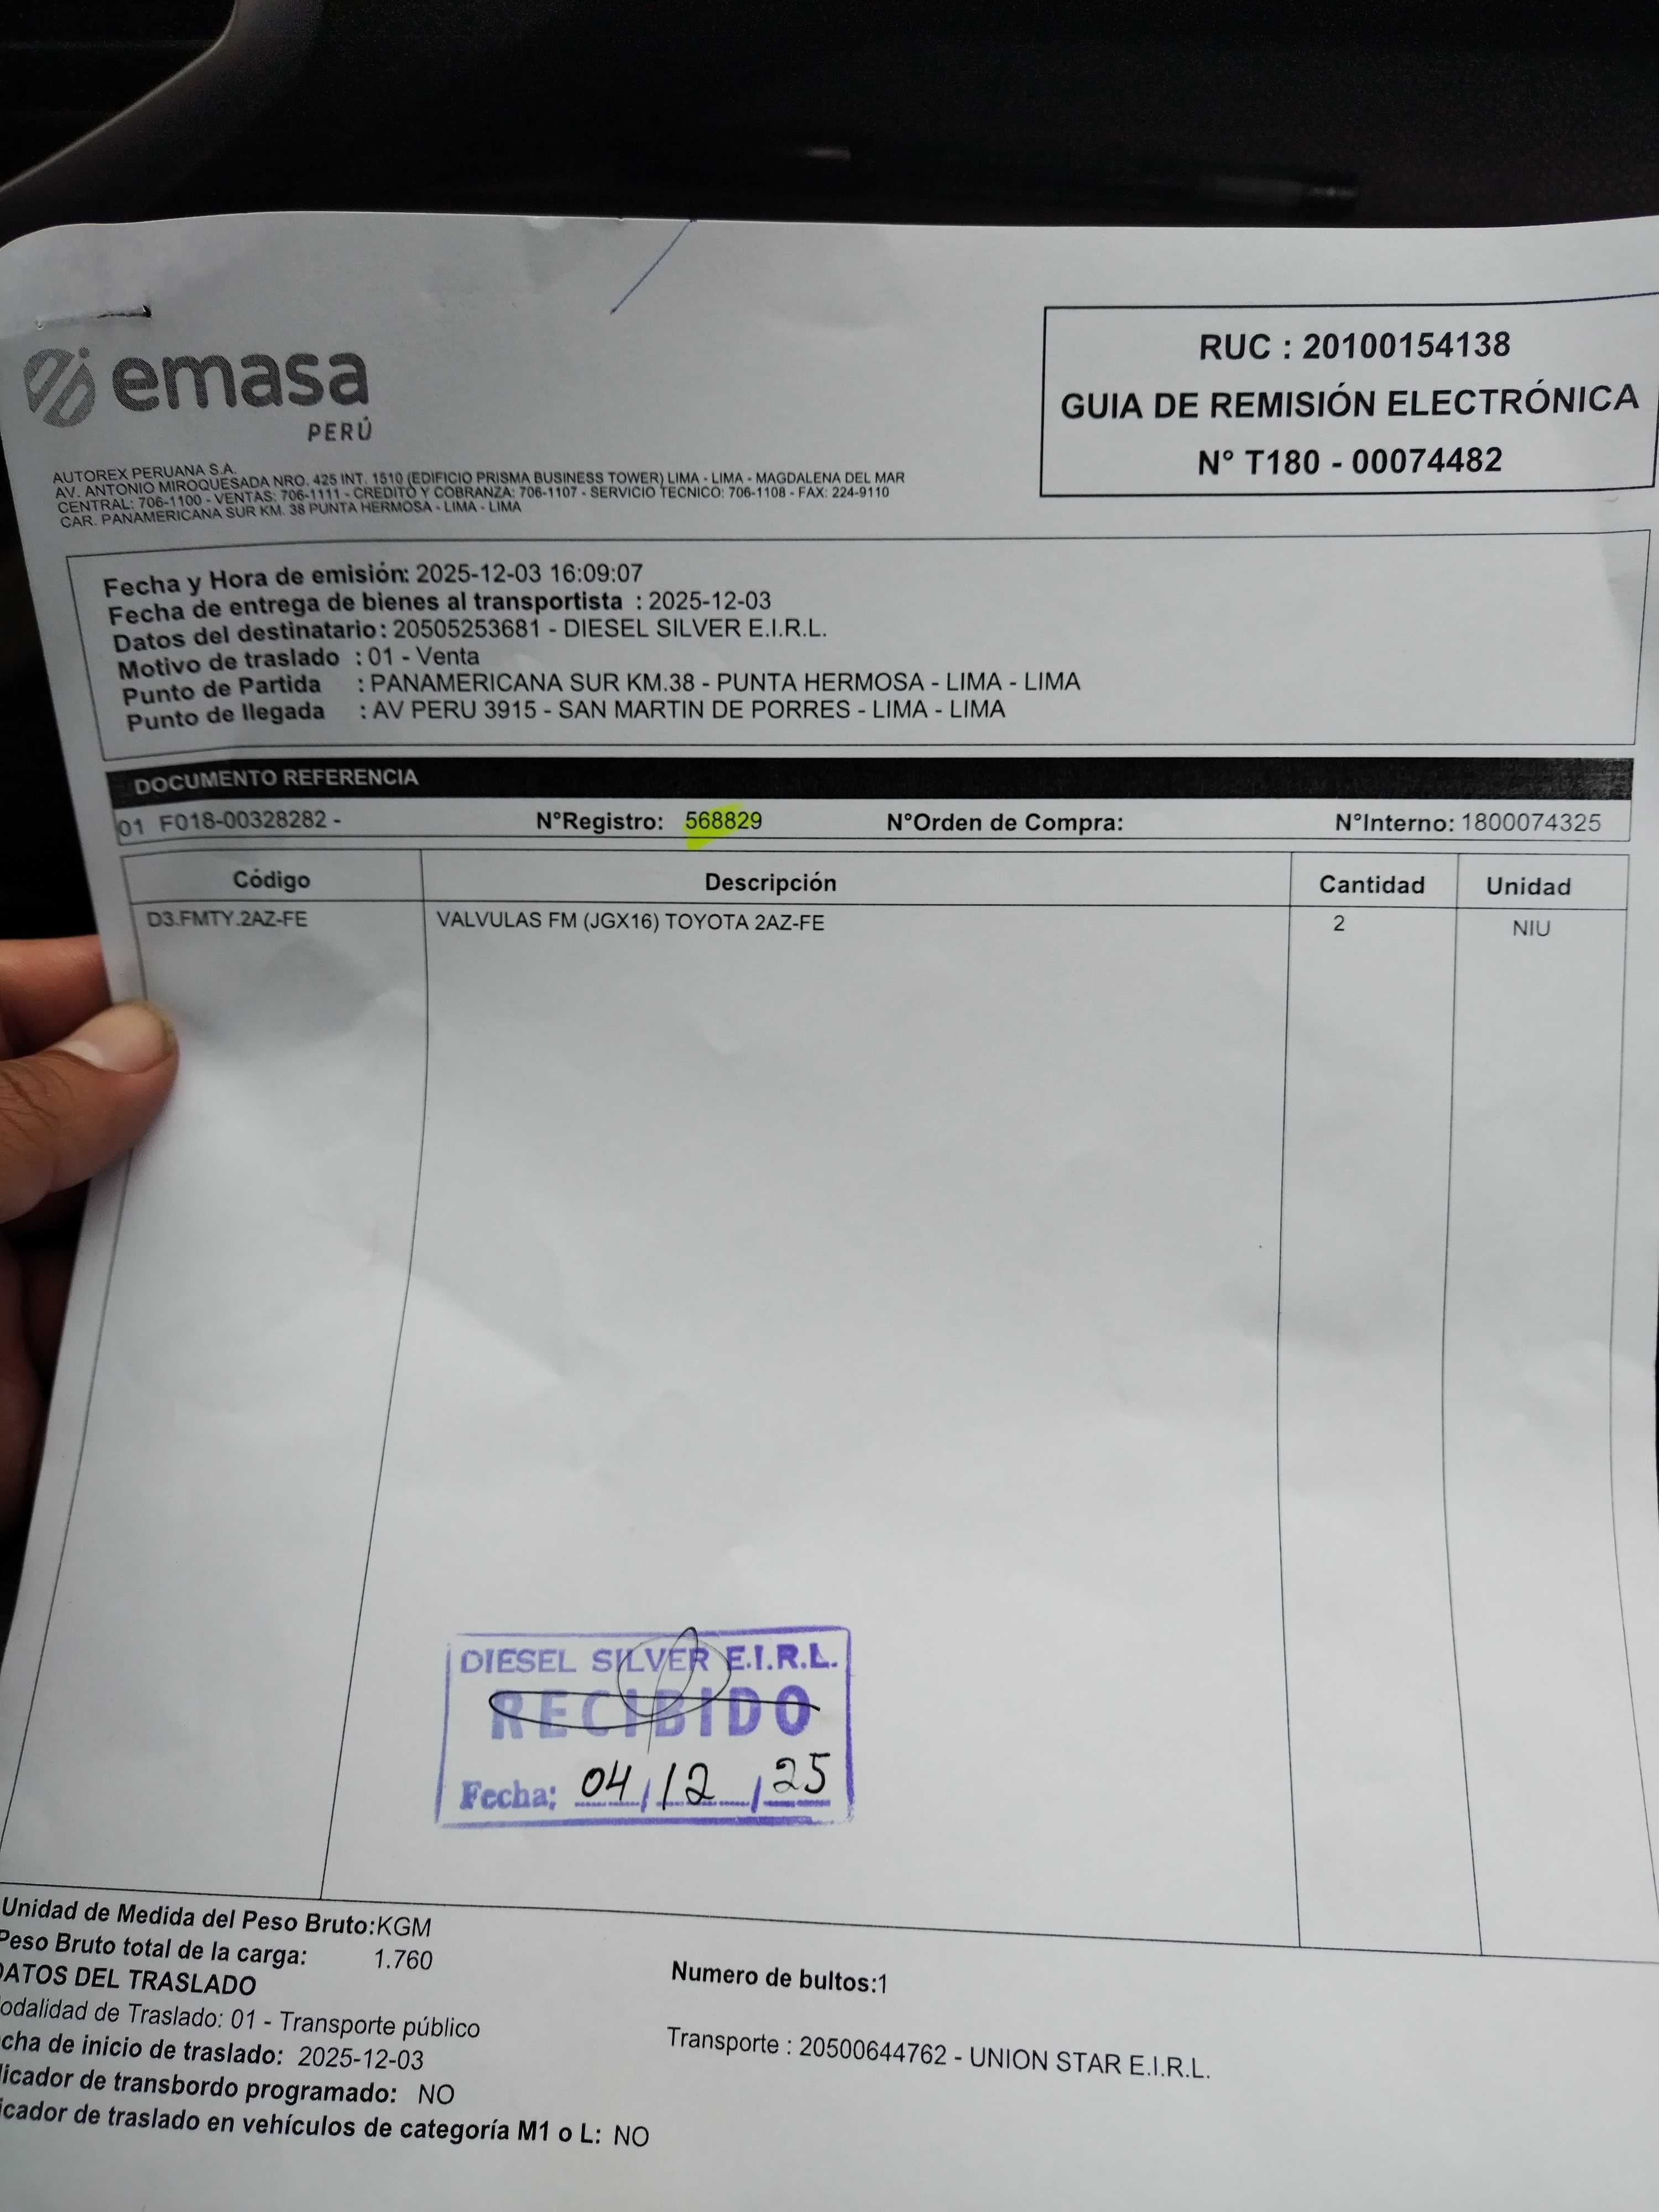 emasa
PERÚ
RUC : 20100154138
GUIA DE REMISIÓN ELECTRÓNICA
N° T180 - 00074482
AUTOREX PERUANA S.A.
AV. ANTONIO MIROQUESADA NRO. 425 INT. 1510 (EDIFICIO PRISMA BUSINESS TOWER) LIMA - LIMA - MAGDALENA DEL MAR
CENTRAL: 706-1100 - VENTAS: 706-1111 - CREDITO Y COBRANZA: 706-1107 - SERVICIO TECNICO: 706-1108 - FAX: 224-9110
CAR. PANAMERICANA SUR KM. 38 PUNTA HERMOSA - LIMA - LIMA
Fecha y Hora de emisión: 2025-12-03 16:09:07
Fecha de entrega de bienes al transportista : 2025-12-03
Datos del destinatario: 20505253681 - DIESEL SILVER E.I.R.L.
Motivo de traslado : 01 - Venta
Punto de Partida : PANAMERICANA SUR KM.38 - PUNTA HERMOSA - LIMA - LIMA
Punto de llegada : AV PERU 3915 - SAN MARTIN DE PORRES - LIMA - LIMA
DOCUMENTO REFERENCIA
01 F018-00328282 - N°Registro: 568829 N°Orden de Compra: N°Interno: 1800074325
Código Descripción Cantidad Unidad
D3.FMTY.2AZ-FE VALVULAS FM (JGX16) TOYOTA 2AZ-FE 2 NIU
DIESEL SILVER E.I.R.L.
RECIBIDO
Fecha: 04/12/25
Unidad de Medida del Peso Bruto:KGM
Peso Bruto total de la carga: 1.760
Numero de bultos:1
DATOS DEL TRASLADO
odalidad de Traslado: 01 - Transporte público
Transporte : 20500644762 - UNION STAR E.I.R.L.
cha de inicio de traslado: 2025-12-03
licador de transbordo programado: NO
icador de traslado en vehículos de categoría M1 o L: NO